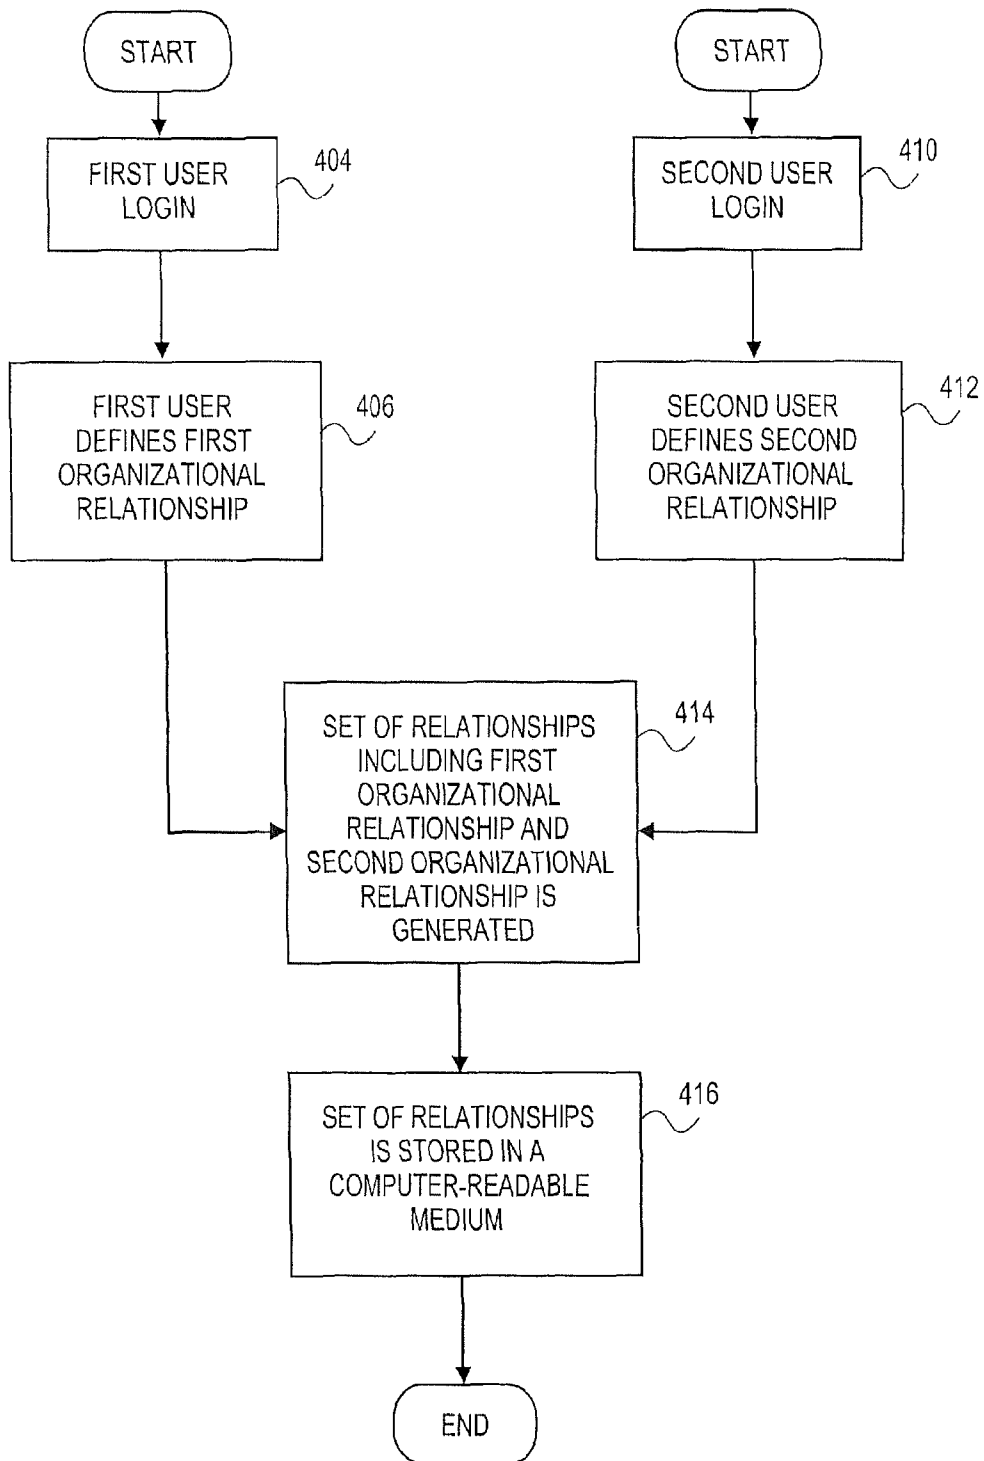 START
FIRST USER
LOGIN
404
FIRST USER
DEFINES FIRST
ORGANIZATIONAL
RELATIONSHIP
406
START
SECOND USER
LOGIN
410
SECOND USER
DEFINES SECOND
ORGANIZATIONAL
RELATIONSHIP
412
SET OF RELATIONSHIPS
INCLUDING FIRST
ORGANIZATIONAL
RELATIONSHIP AND
SECOND ORGANIZATIONAL
RELATIONSHIP IS
GENERATED
414
SET OF RELATIONSHIPS
IS STORED IN A
COMPUTER-READABLE
MEDIUM
416
END